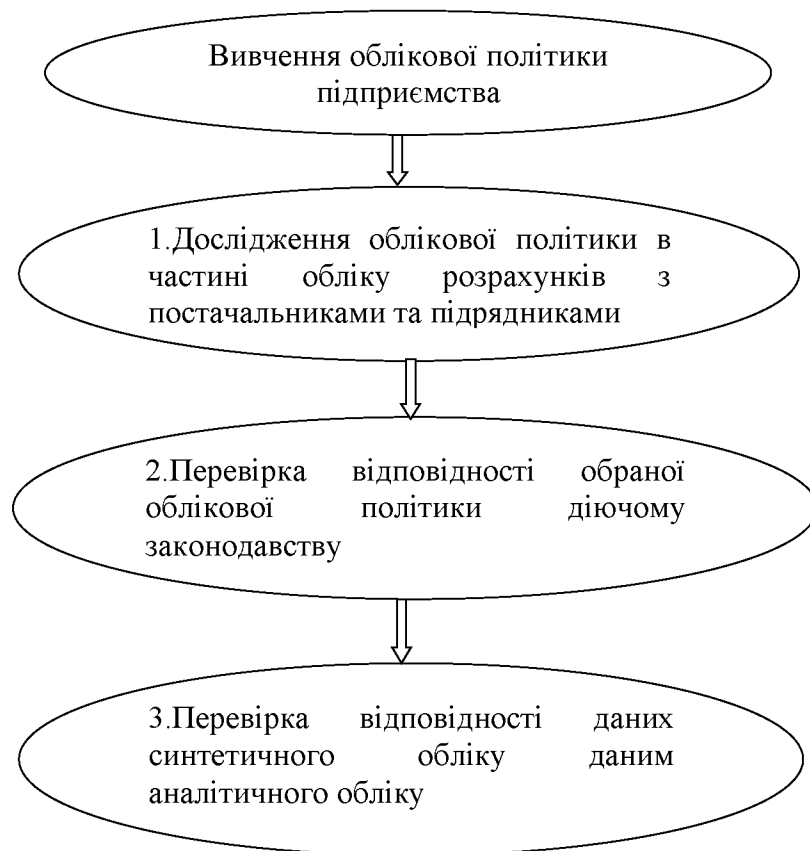 Вивчення облікової політики
підприємства
1.Дослідження облікової політики в
частині обліку розрахунків з
постачальниками та підрядниками
2.Перевірка відповідності обраної
облікової політики діючому
законодавству
3.Перевірка відповідності даних
синтетичного обліку даним
аналітичного обліку